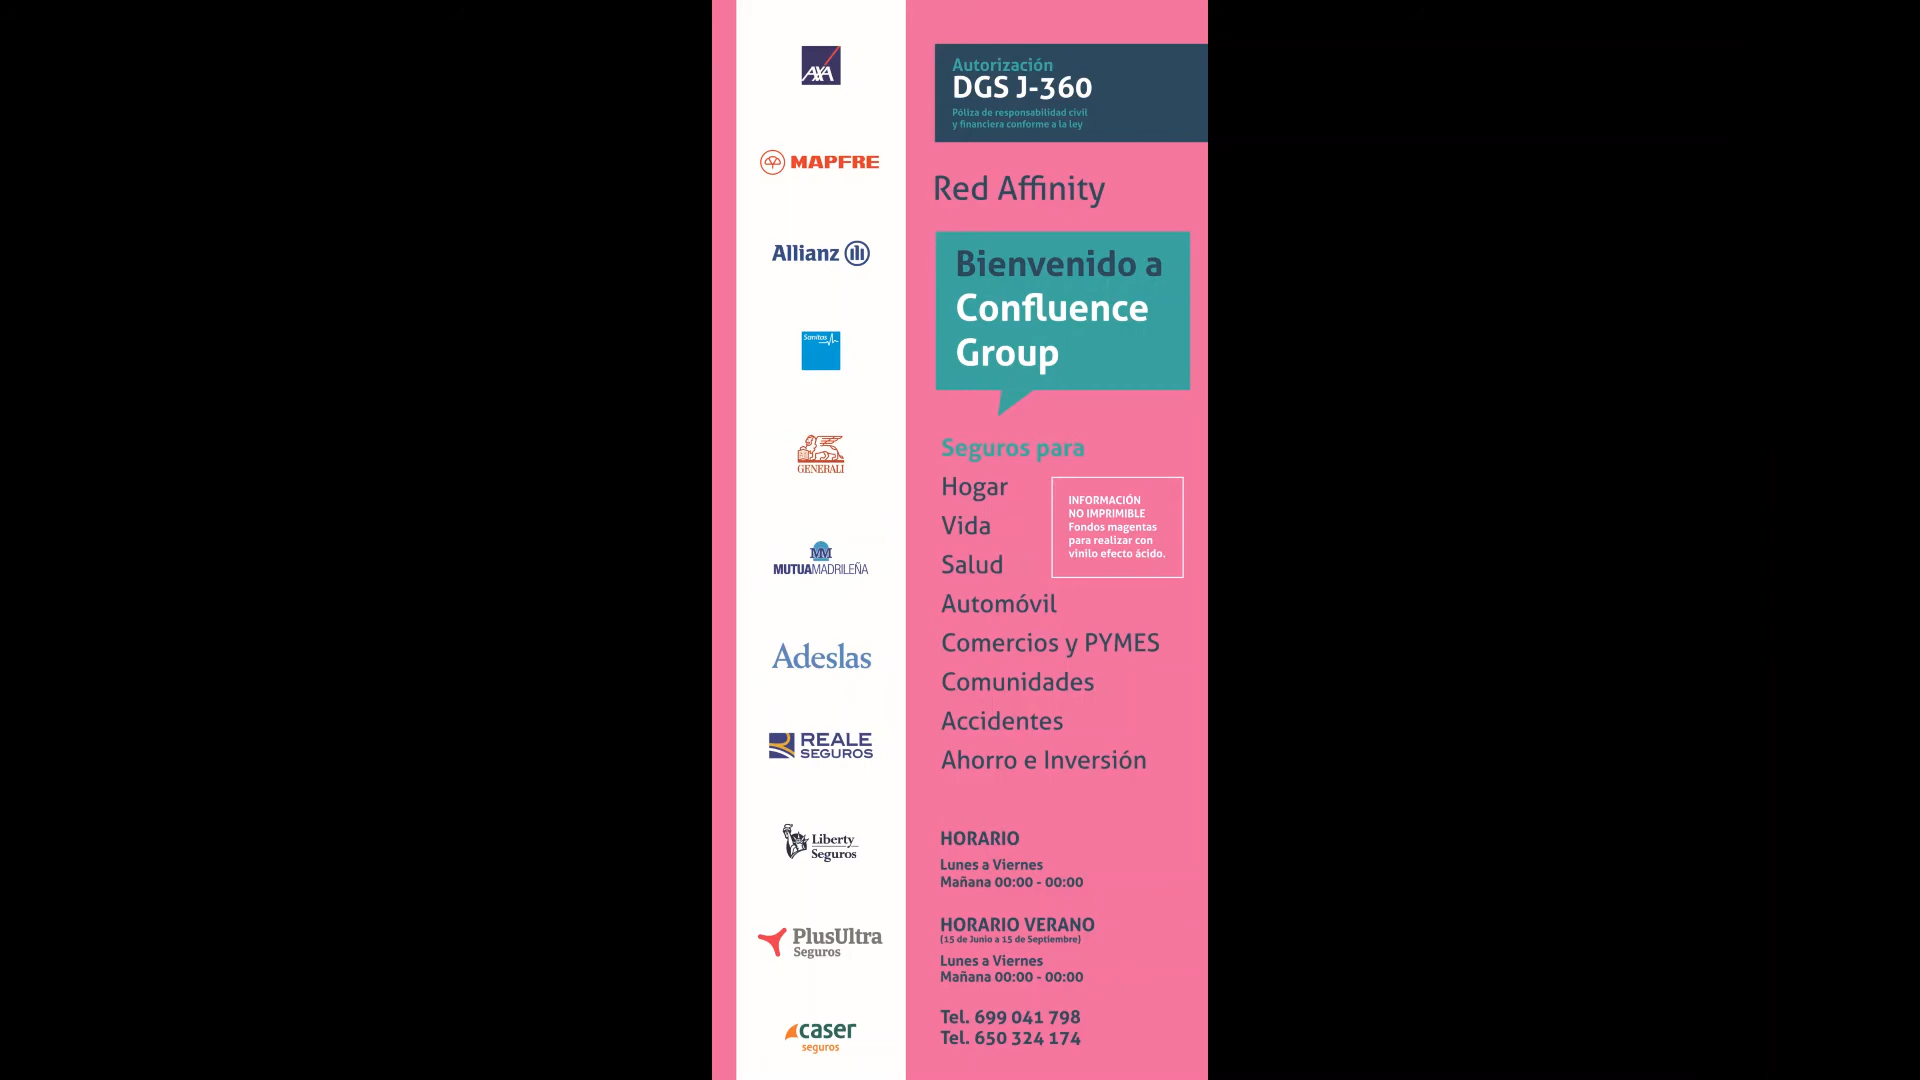 AXA
MAPFRE
Allianz
Sanitas
GENERALI
MM
MUTUAMADRILEÑA
Adeslas
REALE
SEGUROS
Liberty
Seguros
PlusUltra
Seguros
caser
seguros
Autorización
DGS J-360
Póliza de responsabilidad civil
y financiera conforme a la ley
Red Affinity
Bienvenido a
Confluence
Group
Seguros para
Hogar
Vida
Salud
Automóvil
Comercios y PYMES
Comunidades
Accidentes
Ahorro e Inversión
INFORMACIÓN
NO IMPRIMIBLE
Fondos magentas
para realizar con
vinilo efecto ácido.
HORARIO
Lunes a Viernes
Mañana 00:00 - 00:00
HORARIO VERANO
(15 de Junio a 15 de Septiembre)
Lunes a Viernes
Mañana 00:00 - 00:00
Tel. 699 041 798
Tel. 650 324 174